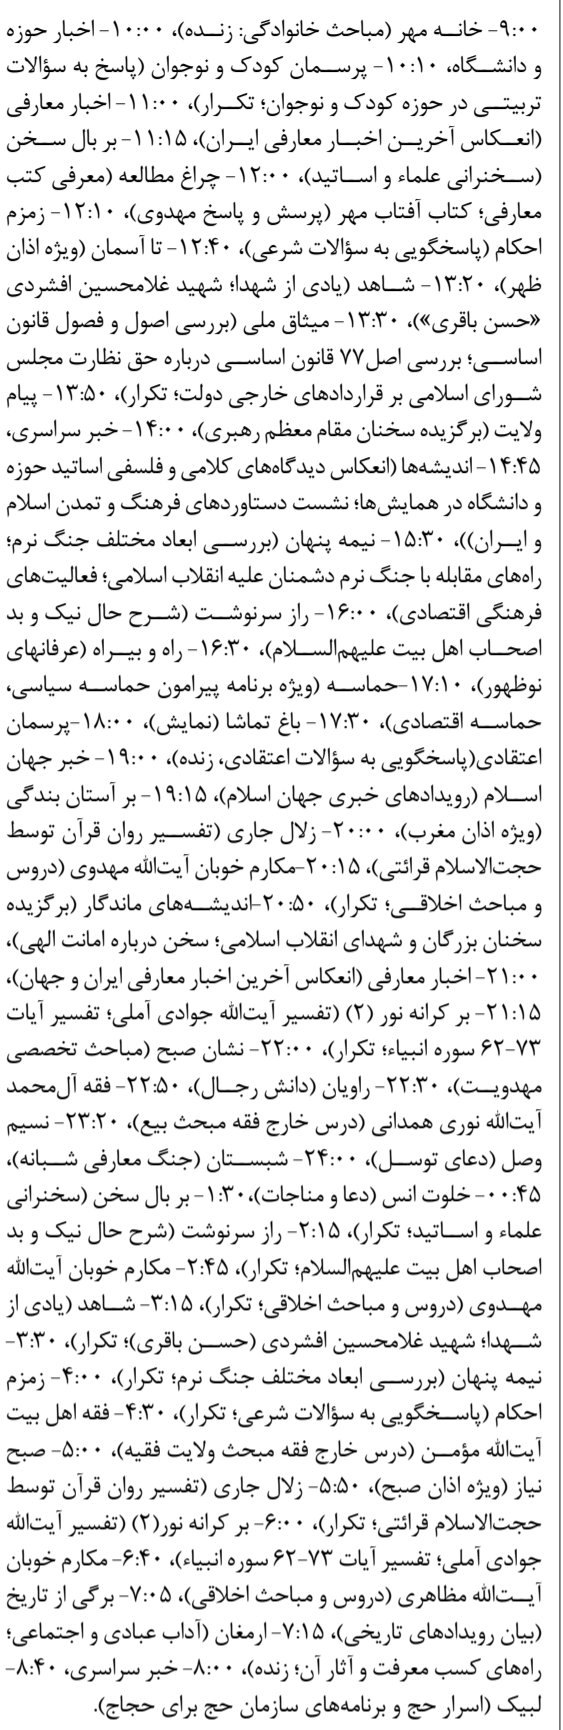 ۹:۰۰- خانه مهر (مباحث خانوادگی: زنده)، ۱۰:۰۰- اخبار حوزه
و دانشگاه، ۱۰:۱۰- پرسمان کودک و نوجوان (پاسخ به سؤالات
تربیتی در حوزه کودک و نوجوان؛ تکرار)، ۱۱:۰۰- اخبار معارفی
(انعکاس آخرین اخبار معارفی ایران)، ۱۱:۱۵- بر بال سخن
(سخنرانی علماء و اساتید)، ۱۲:۰۰- چراغ مطالعه (معرفی کتب
معارفی؛ کتاب آفتاب مهر (پرسش و پاسخ مهدوی)، ۱۲:۱۰- زمزم
احکام (پاسخگویی به سؤالات شرعی)، ۱۲:۴۰- تا آسمان (ویژه اذان
ظهر)، ۱۳:۲۰- شاهد (یادی از شهدا؛ شهید غلامحسین افشردی
«حسن باقری»)، ۱۳:۳۰- میثاق ملی (بررسی اصول و فصول قانون
اساسی؛ بررسی اصل۷۷ قانون اساسی درباره حق نظارت مجلس
شورای اسلامی بر قراردادهای خارجی دولت؛ تکرار)، ۱۳:۵۰- پیام
ولایت (برگزیده سخنان مقام معظم رهبری)، ۱۴:۰۰- خبر سراسری،
۱۴:۴۵- اندیشه‌ها (انعکاس دیدگاه‌های کلامی و فلسفی اساتید حوزه
و دانشگاه در همایش‌ها؛ نشست دستاوردهای فرهنگ و تمدن اسلام
و ایران))، ۱۵:۳۰- نیمه پنهان (بررسی ابعاد مختلف جنگ نرم؛
راه‌های مقابله با جنگ نرم دشمنان علیه انقلاب اسلامی؛ فعالیت‌های
فرهنگی اقتصادی)، ۱۶:۰۰- راز سرنوشت (شرح حال نیک و بد
اصحاب اهل بیت علیهم‌السلام)، ۱۶:۳۰- راه و بیراه (عرفانهای
نوظهور)، ۱۷:۱۰-حماسه (ویژه برنامه پیرامون حماسه سیاسی،
حماسه اقتصادی)، ۱۷:۳۰- باغ تماشا (نمایش)، ۱۸:۰۰-پرسمان
اعتقادی(پاسخگویی به سؤالات اعتقادی، زنده)، ۱۹:۰۰- خبر جهان
اسلام (رویدادهای خبری جهان اسلام)، ۱۹:۱۵- بر آستان بندگی
(ویژه اذان مغرب)، ۲۰:۰۰- زلال جاری (تفسیر روان قرآن توسط
حجت‌الاسلام قرائتی)، ۲۰:۱۵-مکارم خوبان آیت‌الله مهدوی (دروس
و مباحث اخلاقی؛ تکرار)، ۲۰:۵۰-اندیشه‌های ماندگار (برگزیده
سخنان بزرگان و شهدای انقلاب اسلامی؛ سخن درباره امانت الهی)،
۲۱:۰۰- اخبار معارفی (انعکاس آخرین اخبار معارفی ایران و جهان)،
۲۱:۱۵- بر کرانه نور (۲) (تفسیر آیت‌الله جوادی آملی؛ تفسیر آیات
۶۲-۷۳ سوره انبیاء؛ تکرار)، ۲۲:۰۰- نشان صبح (مباحث تخصصی
مهدویت)، ۲۲:۳۰- راویان (دانش رجال)، ۲۲:۵۰- فقه آل‌محمد
آیت‌الله نوری همدانی (درس خارج فقه مبحث بیع)، ۲۳:۲۰- نسیم
وصل (دعای توسل)، ۲۴:۰۰- شبستان (جنگ معارفی شبانه)،
۰۰:۴۵- خلوت انس (دعا و مناجات)، ۱:۳۰- بر بال سخن (سخنرانی
علماء و اساتید؛ تکرار)، ۲:۱۵- راز سرنوشت (شرح حال نیک و بد
اصحاب اهل بیت علیهم‌السلام؛ تکرار)، ۲:۴۵- مکارم خوبان آیت‌الله
مهدوی (دروس و مباحث اخلاقی؛ تکرار)، ۳:۱۵- شاهد (یادی از
شهدا؛ شهید غلامحسین افشردی (حسن باقری)؛ تکرار)، ۳:۳۰-
نیمه پنهان (بررسی ابعاد مختلف جنگ نرم؛ تکرار)، ۴:۰۰- زمزم
احکام (پاسخگویی به سؤالات شرعی؛ تکرار)، ۴:۳۰- فقه اهل بیت
آیت‌الله مؤمن (درس خارج فقه مبحث ولایت فقیه)، ۵:۰۰- صبح
نیاز (ویژه اذان صبح)، ۵:۵۰- زلال جاری (تفسیر روان قرآن توسط
حجت‌الاسلام قرائتی؛ تکرار)، ۶:۰۰- بر کرانه نور(۲) (تفسیر آیت‌الله
جوادی آملی؛ تفسیر آیات ۷۳-۶۲ سوره انبیاء)، ۶:۴۰- مکارم خوبان
آیت‌الله مظاهری (دروس و مباحث اخلاقی)، ۷:۰۵- برگی از تاریخ
(بیان رویدادهای تاریخی)، ۷:۱۵- ارمغان (آداب عبادی و اجتماعی؛
راه‌های کسب معرفت و آثار آن؛ زنده)، ۸:۰۰- خبر سراسری، ۸:۴۰-
لبیک (اسرار حج و برنامه‌های سازمان حج برای حجاج).